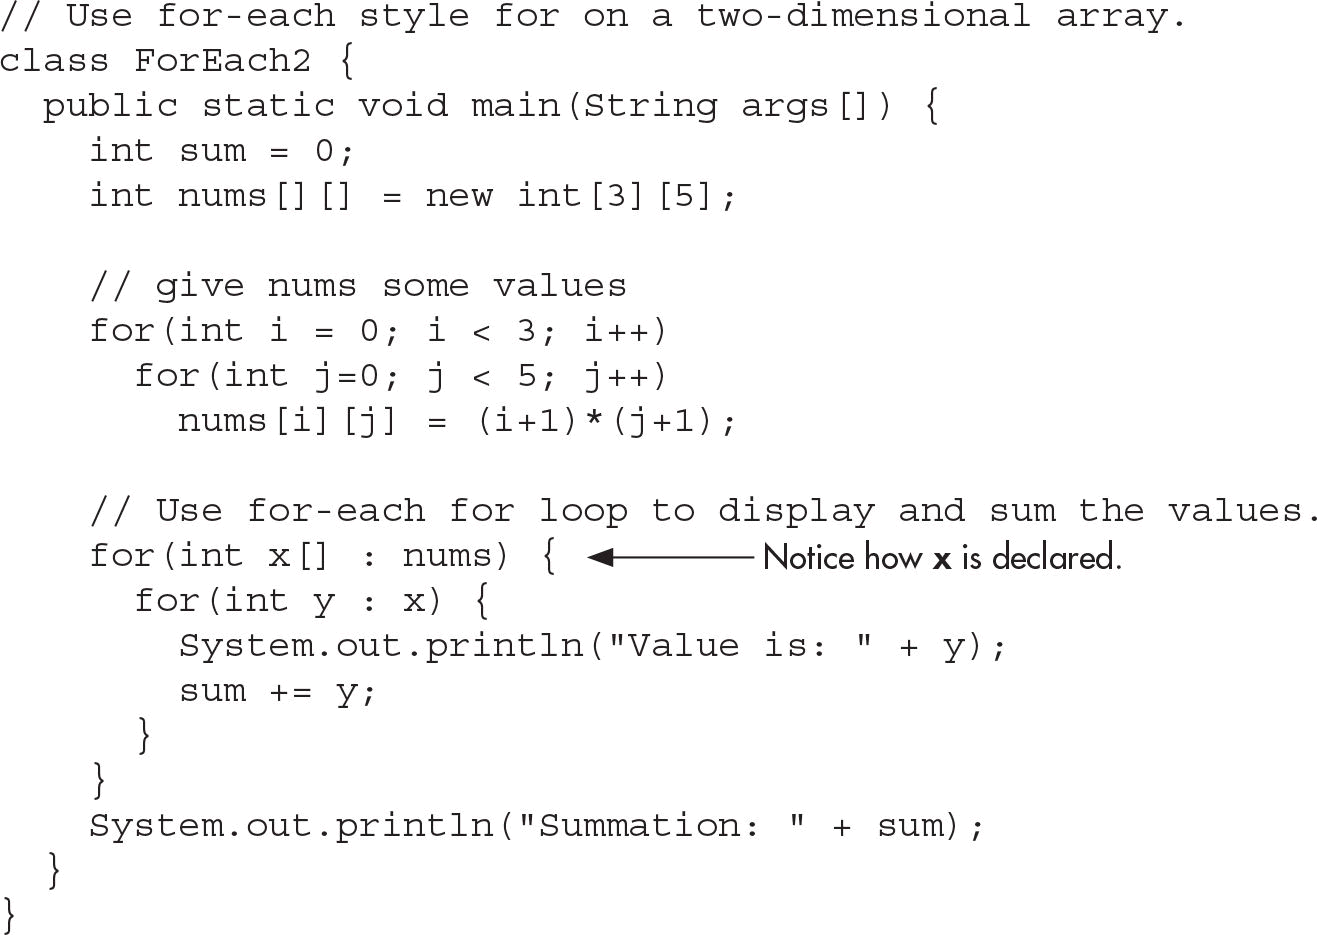 // Use for-each style for on a two-dimensional array.
class ForEach2 {
  public static void main(String args[]) {
    int sum = 0;
    int nums[][] = new int[3][5];

    // give nums some values
    for(int i = 0; i < 3; i++)
      for(int j=0; j < 5; j++)
        nums[i][j] = (i+1)*(j+1);

    // Use for-each for loop to display and sum the values.
    for(int x[] : nums) { Notice how x is declared.
      for(int y : x) {
        System.out.println("Value is: " + y);
        sum += y;
      }
    }
    System.out.println("Summation: " + sum);
  }
}